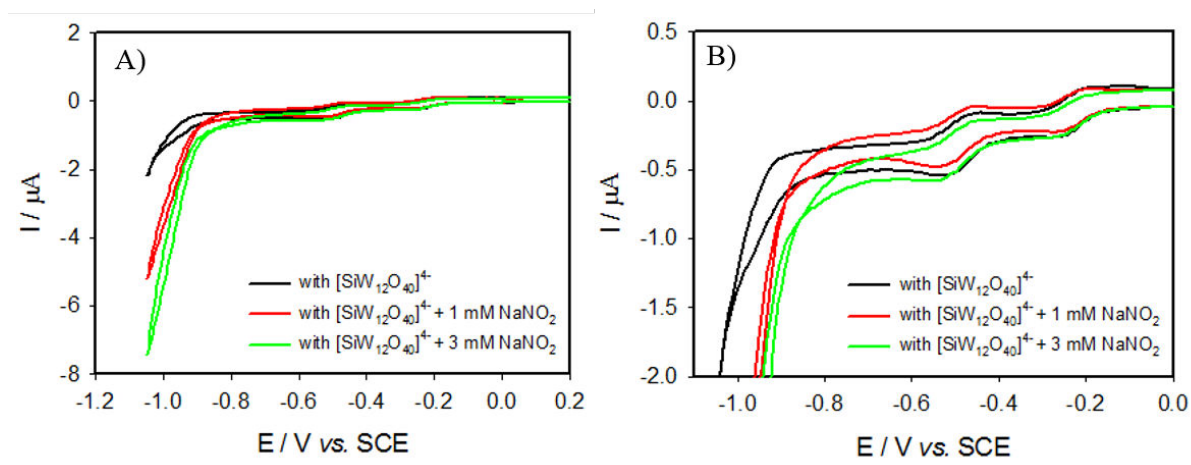 A)
2
0
-2
-4
-6
-8
I / μA
with [SiW₁₂O₄₀]⁴⁻
with [SiW₁₂O₄₀]⁴⁻ + 1 mM NaNO₂
with [SiW₁₂O₄₀]⁴⁻ + 3 mM NaNO₂
-1.2 -1.0 -0.8 -0.6 -0.4 -0.2 0.0 0.2
E / V vs. SCE
B)
0.5
0.0
-0.5
-1.0
-1.5
-2.0
I / μA
with [SiW₁₂O₄₀]⁴⁻
with [SiW₁₂O₄₀]⁴⁻ + 1 mM NaNO₂
with [SiW₁₂O₄₀]⁴⁻ + 3 mM NaNO₂
-1.0 -0.8 -0.6 -0.4 -0.2 0.0
E / V vs. SCE